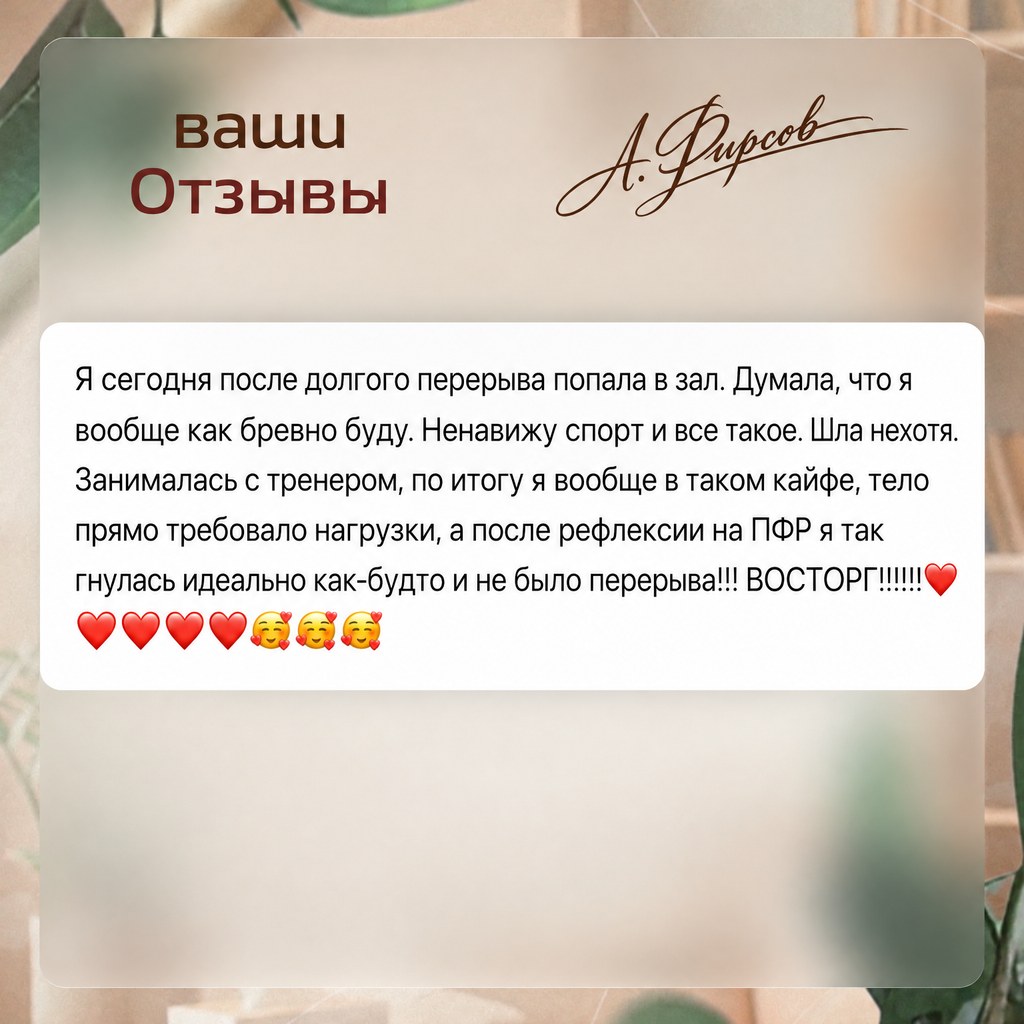 ваши
Отзывы
А. Фирсов
Я сегодня после долгого перерыва попала в зал. Думала, что я
вообще как бревно буду. Ненавижу спорт и все такое. Шла нехотя.
Занималась с тренером, по итогу я вообще в таком кайфе, тело
прямо требовало нагрузки, а после рефлексии на ПФР я так
гнулась идеально как-будто и не было перерыва!!! ВОСТОРГ!!!!!!❤️
❤️❤️❤️❤️🥰🥰🥰